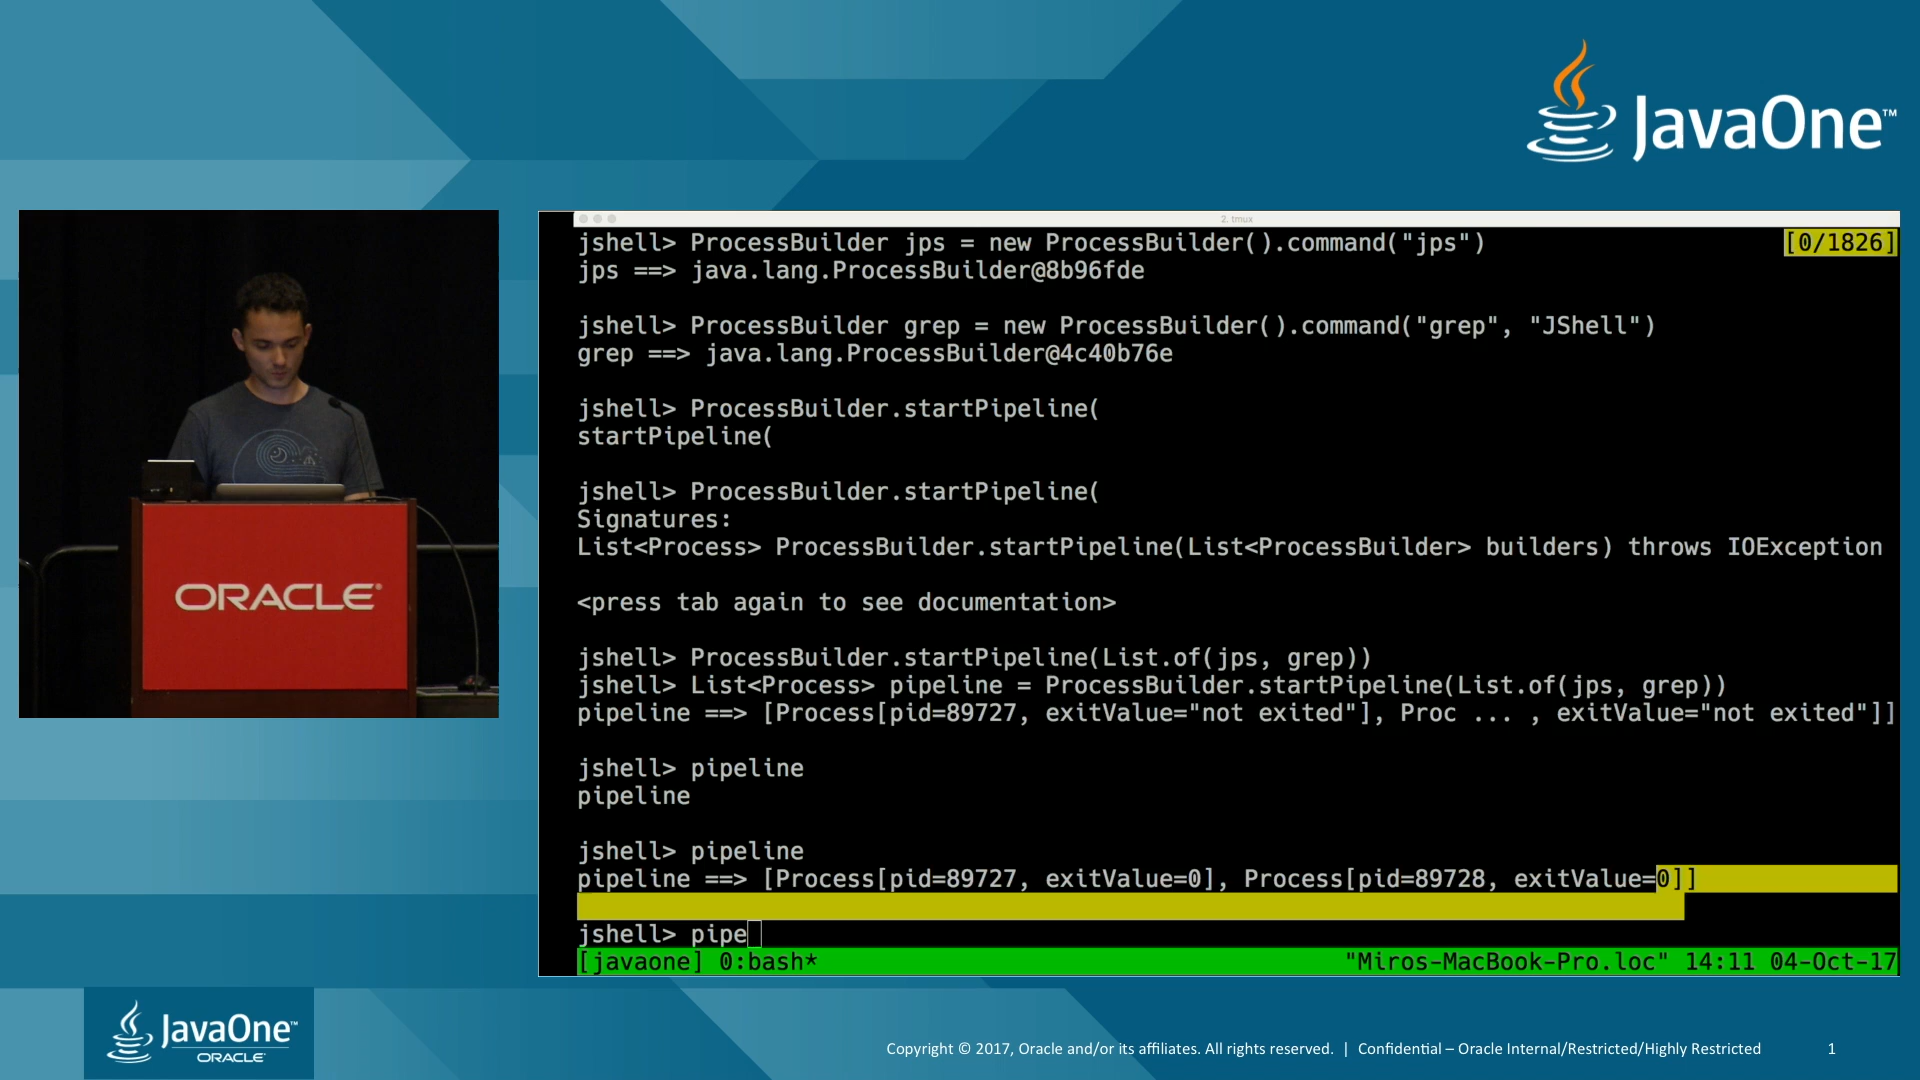 JavaOne™
2. tmux
jshell> ProcessBuilder jps = new ProcessBuilder().command("jps")
[0/1826]
jps ==> java.lang.ProcessBuilder@8b96fde
jshell> ProcessBuilder grep = new ProcessBuilder().command("grep", "JShell")
grep ==> java.lang.ProcessBuilder@4c40b76e
jshell> ProcessBuilder.startPipeline(
startPipeline(
jshell> ProcessBuilder.startPipeline(
Signatures:
List<Process> ProcessBuilder.startPipeline(List<ProcessBuilder> builders) throws IOException
<press tab again to see documentation>
jshell> ProcessBuilder.startPipeline(List.of(jps, grep))
jshell> List<Process> pipeline = ProcessBuilder.startPipeline(List.of(jps, grep))
pipeline ==> [Process[pid=89727, exitValue="not exited"], Proc ... , exitValue="not exited"]]
jshell> pipeline
pipeline
jshell> pipeline
pipeline ==> [Process[pid=89727, exitValue=0], Process[pid=89728, exitValue=0]]
jshell> pipe
[javaone] 0:bash*
"Miros-MacBook-Pro.loc" 14:11 04-Oct-17
ORACLE®
JavaOne™
ORACLE®
Copyright © 2017, Oracle and/or its affiliates. All rights reserved. | Confidential – Oracle Internal/Restricted/Highly Restricted
1